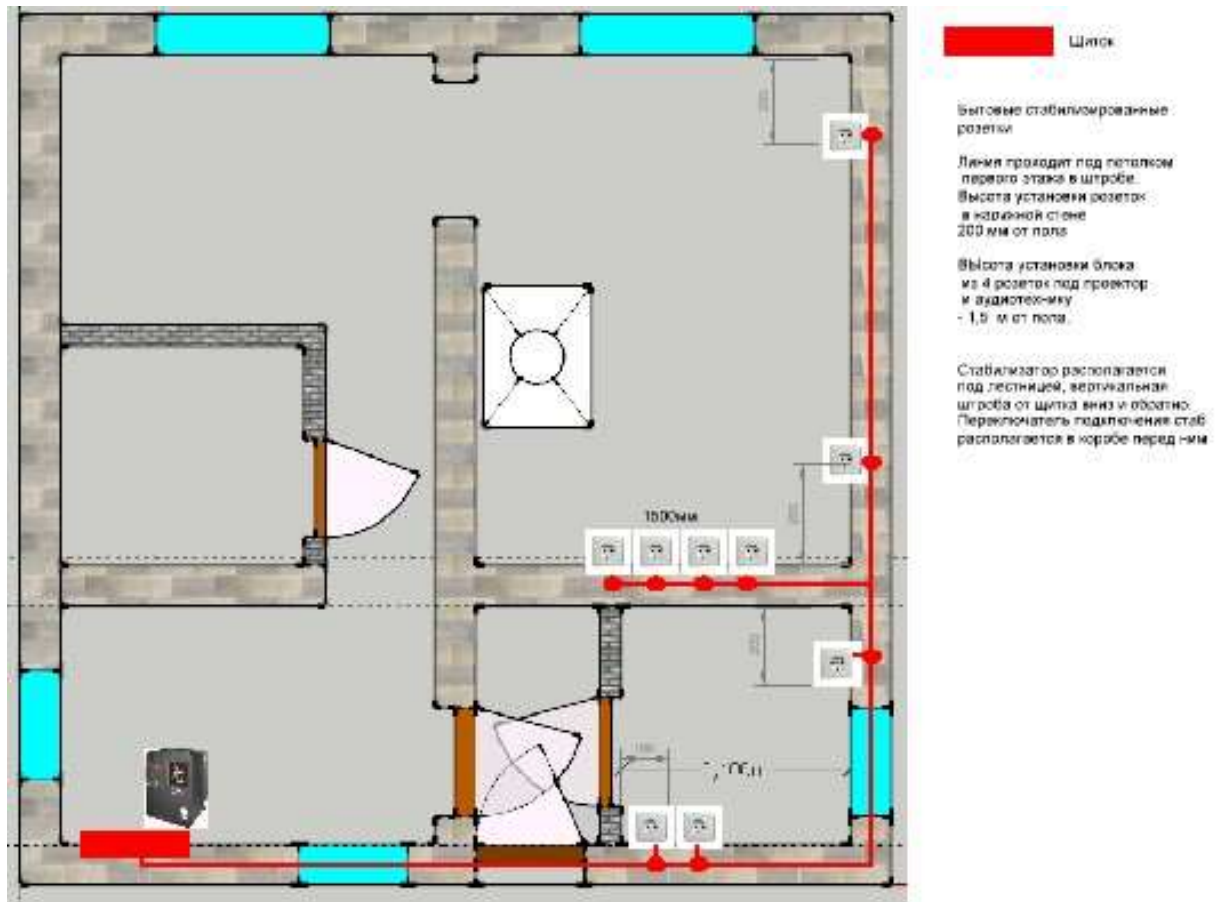 Щиток
Бытовые стабилизированные
розетки
Линия проходит под потолком
первого этажа в штробе.
Высота установки розеток
в наружной стене
200 мм от пола
Высота установки блока
из 4 розеток под проектор
и аудиотехнику
- 1,5 м от пола.
Стабилизатор располагается
под лестницей, вертикальная
штроба от щитка вниз и обратно.
Переключатель подключения стаб
располагается в коробе перед ним
1500мм